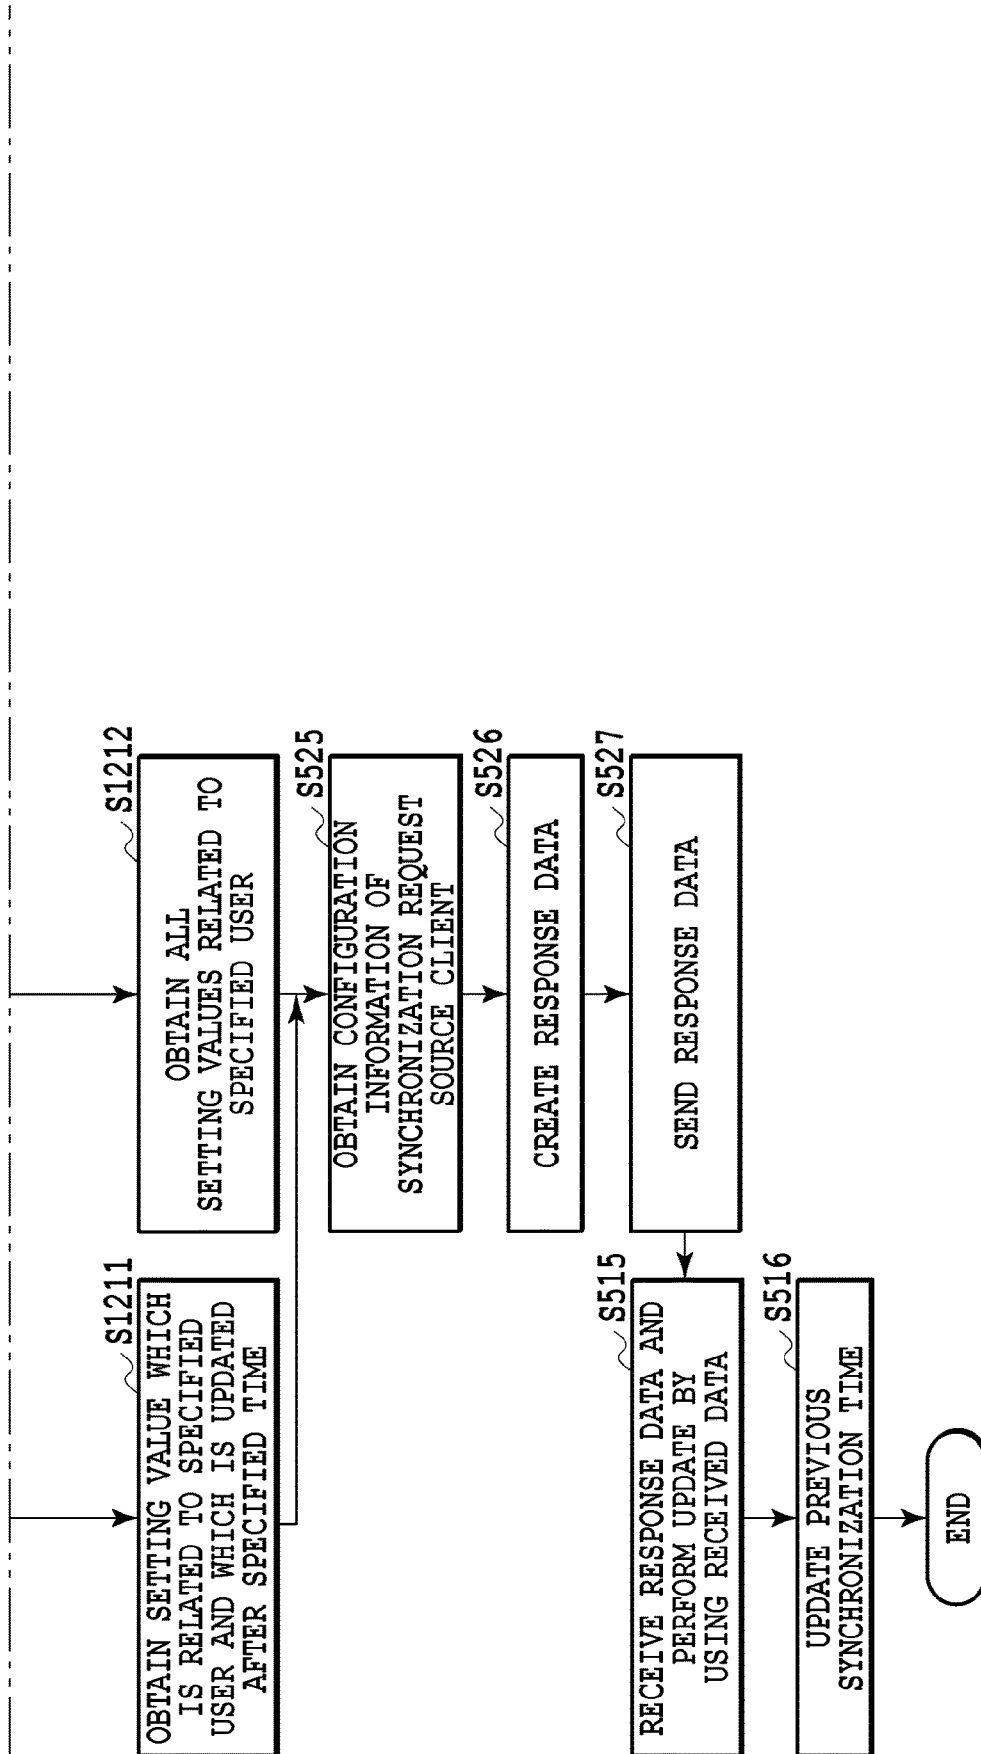 S1211
OBTAIN SETTING VALUE WHICH
IS RELATED TO SPECIFIED
USER AND WHICH IS UPDATED
AFTER SPECIFIED TIME
S1212
OBTAIN ALL
SETTING VALUES RELATED TO
SPECIFIED USER
S525
OBTAIN CONFIGURATION
INFORMATION OF
SYNCHRONIZATION REQUEST
SOURCE CLIENT
S526
CREATE RESPONSE DATA
S527
SEND RESPONSE DATA
S515
RECEIVE RESPONSE DATA AND
PERFORM UPDATE BY
USING RECEIVED DATA
S516
UPDATE PREVIOUS
SYNCHRONIZATION TIME
END